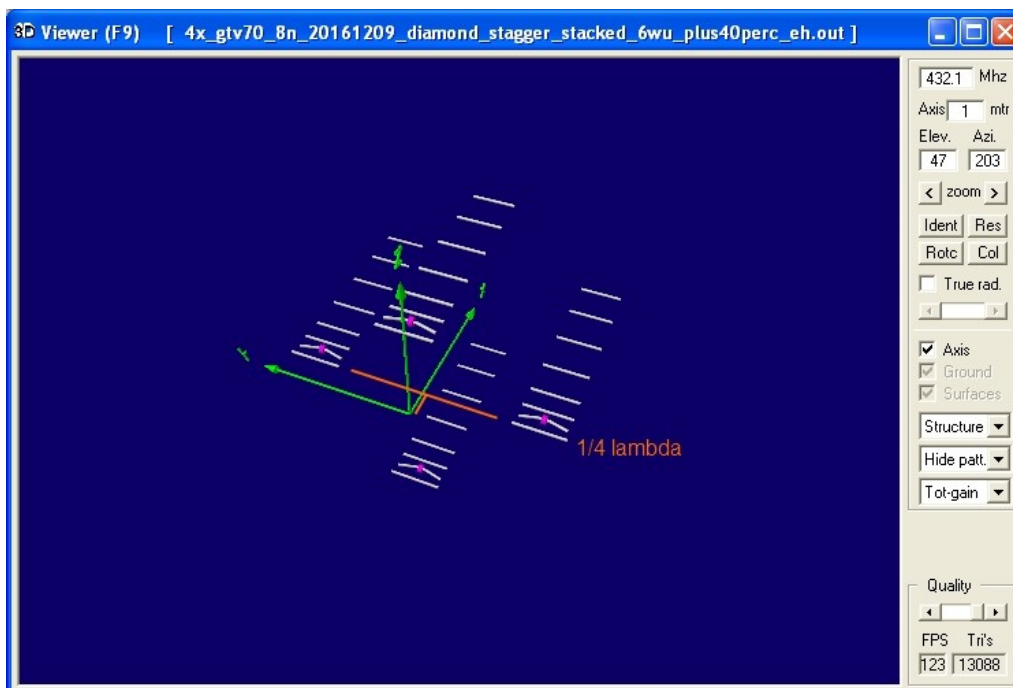 3D Viewer (F9) [ 4x_gtv70_8n_20161209_diamond_stagger_stacked_6wu_plus40perc_eh.out ]
432.1 Mhz
Axis 1 mtr
Elev. Azi.
47 203
< zoom >
Ident Res
Rotc Col
True rad.
Axis
Ground
Surfaces
Structure
Hide patt.
Tot-gain
1/4 lambda
Quality
FPS Tri's
123 13088